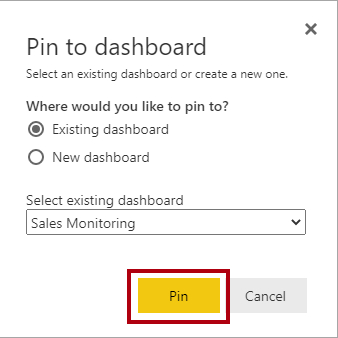 Pin to dashboard
Select an existing dashboard or create a new one.
Where would you like to pin to?
Existing dashboard
New dashboard
Select existing dashboard
Sales Monitoring
Pin Cancel